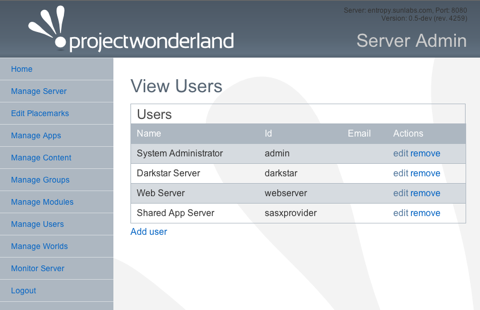 Server: entropy.sunlabs.com, Port: 8080
Version: 0.5-dev (rev. 4259)
projectwonderland
Server Admin
Home
Manage Server
Edit Placemarks
Manage Apps
Manage Content
Manage Groups
Manage Modules
Manage Users
Manage Worlds
Monitor Server
Logout
View Users
Users
Name Id Email Actions
System Administrator admin edit remove
Darkstar Server darkstar edit remove
Web Server webserver edit remove
Shared App Server sasxprovider edit remove
Add user